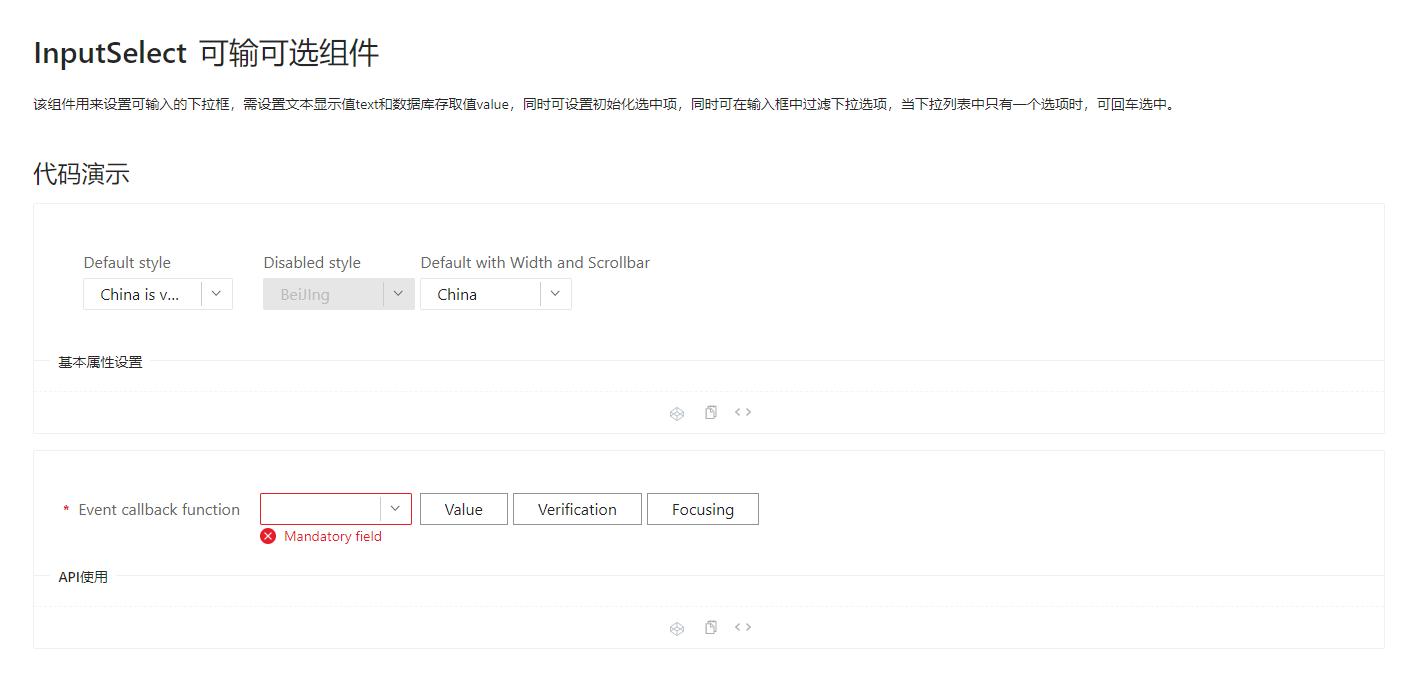 InputSelect 可输可选组件
该组件用来设置可输入的下拉框，需设置文本显示值text和数据库存取值value，同时可设置初始化选中项，同时可在输入框中过滤下拉选项，当下拉列表中只有一个选项时，可回车选中。
代码演示
Default style Disabled style Default with Width and Scrollbar
China is v... BeiJIng China
基本属性设置
* Event callback function Value Verification Focusing
Mandatory field
API使用